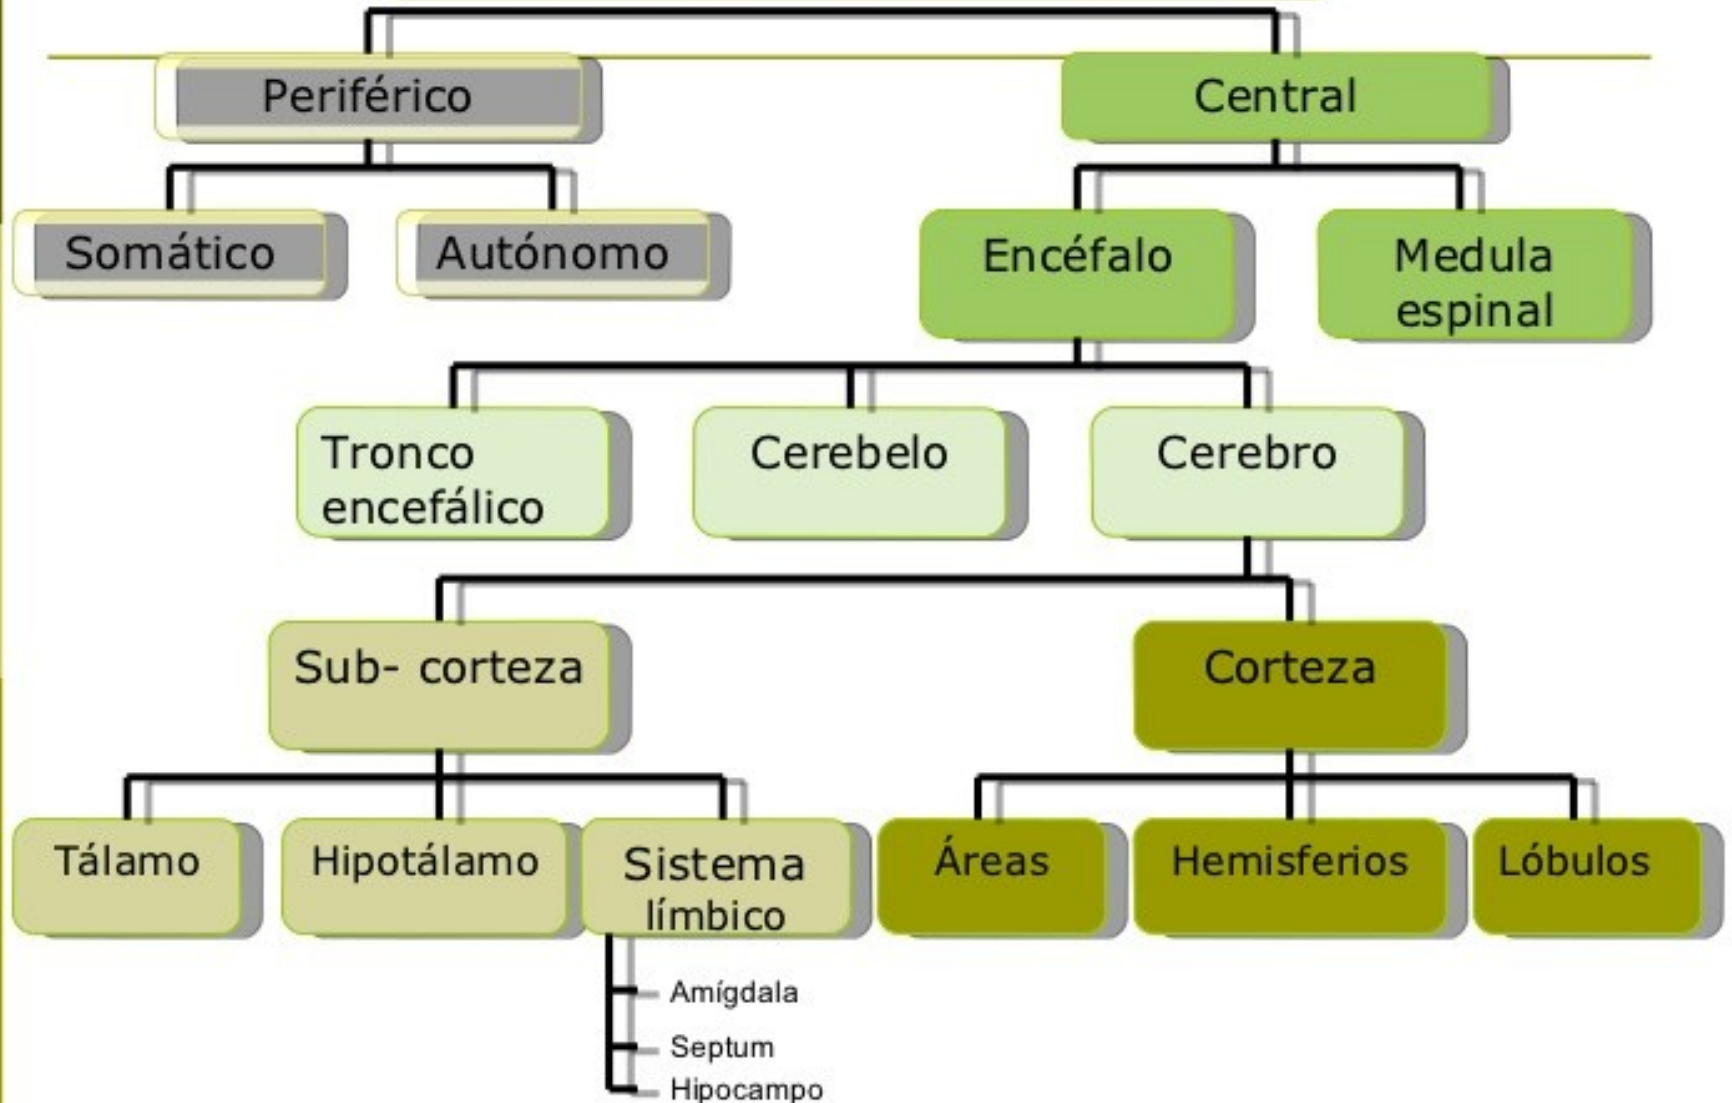 Periférico
Central
Somático
Autónomo
Encéfalo
Medula
espinal
Tronco
encefálico
Cerebelo
Cerebro
Sub- corteza
Corteza
Tálamo
Hipotálamo
Sistema
límbico
Áreas
Hemisferios
Lóbulos
Amígdala
Septum
Hipocampo